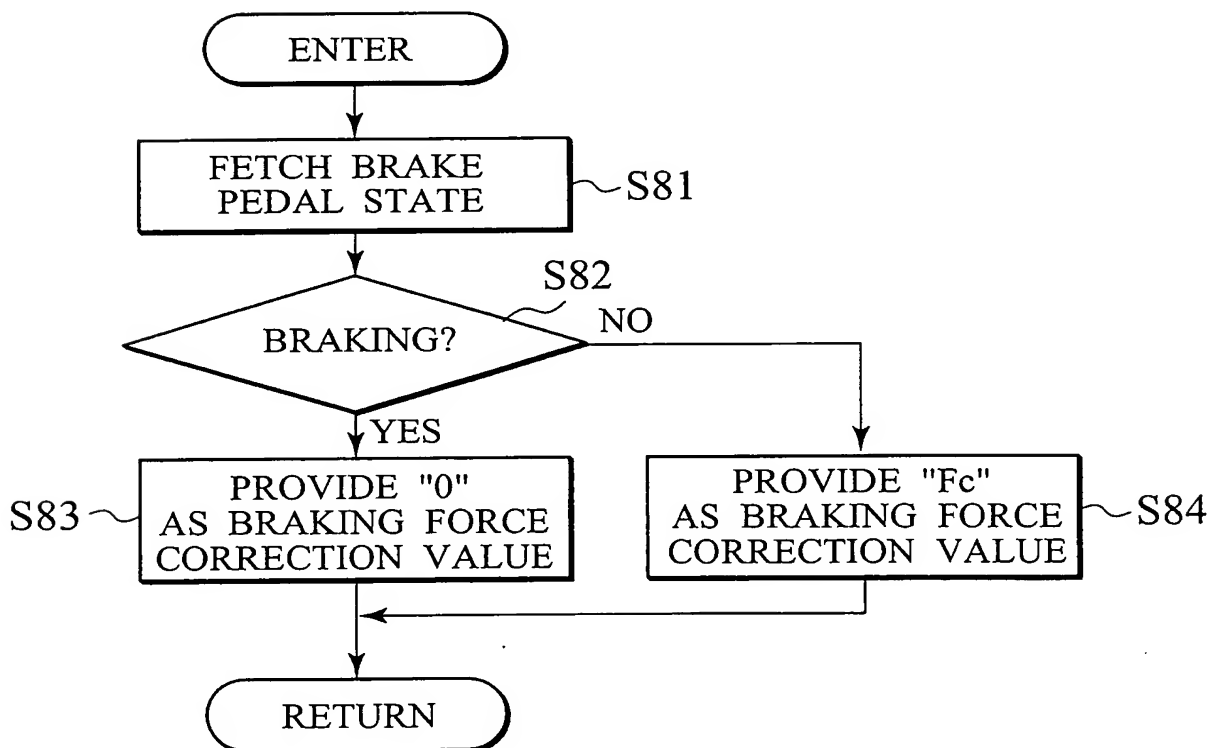 ENTER
FETCH BRAKE
PEDAL STATE
S81
S82
BRAKING?
NO
YES
S83
PROVIDE "0"
AS BRAKING FORCE
CORRECTION VALUE
PROVIDE "Fc"
AS BRAKING FORCE
CORRECTION VALUE
S84
RETURN